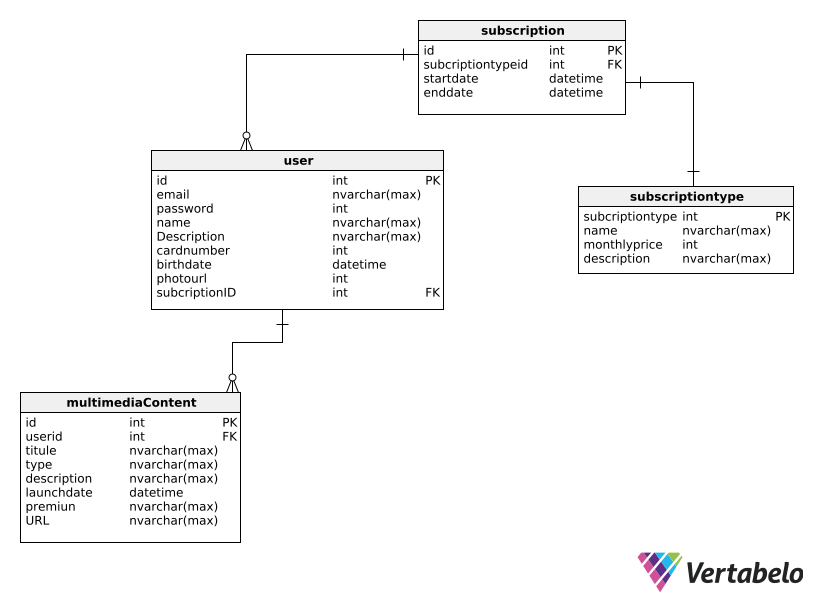 subscription
id int PK
subcriptiontypeid int FK
startdate datetime
enddate datetime
user
id int PK
email nvarchar(max)
password int
name nvarchar(max)
Description nvarchar(max)
cardnumber int
birthdate datetime
photourl int
subcriptionID int FK
subscriptiontype
subcriptiontype int PK
name nvarchar(max)
monthlyprice int
description nvarchar(max)
multimediaContent
id int PK
userid int FK
titule nvarchar(max)
type nvarchar(max)
description nvarchar(max)
launchdate datetime
premiun nvarchar(max)
URL nvarchar(max)
Vertabelo